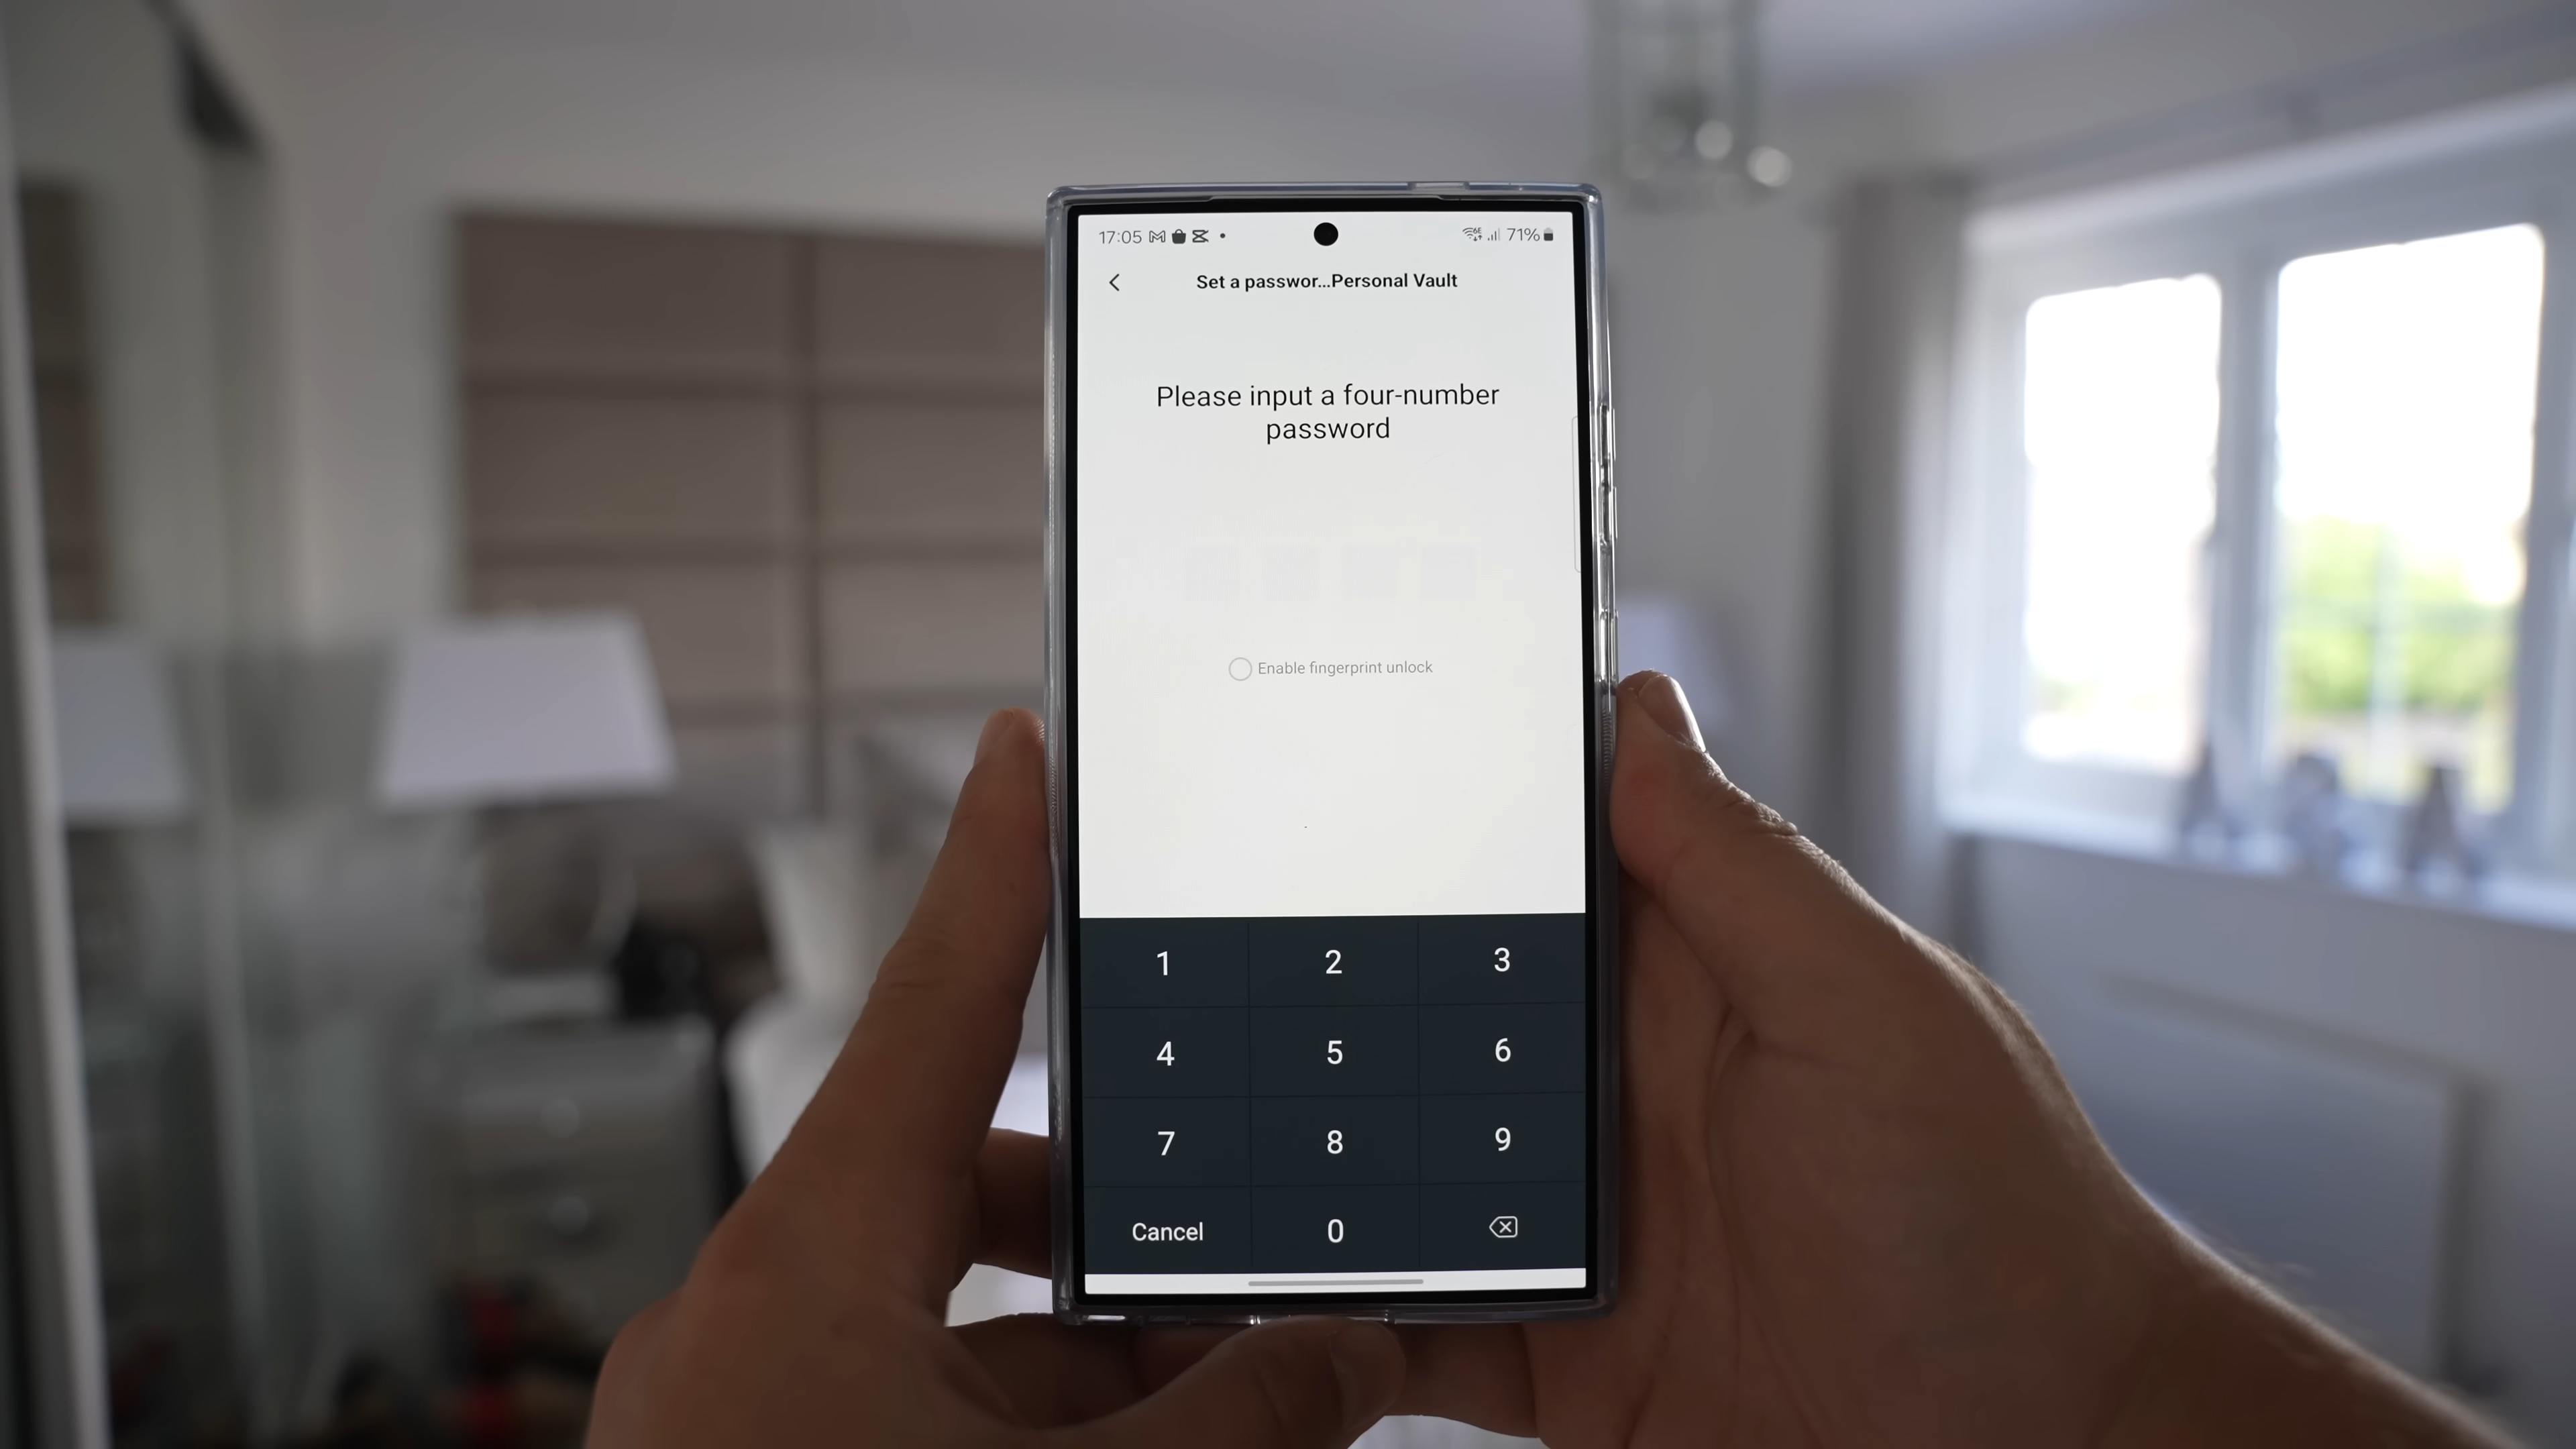 17:05 71%
Set a passwor...Personal Vault
Please input a four-number
password
Enable fingerprint unlock
1 2 3
4 5 6
7 8 9
Cancel 0